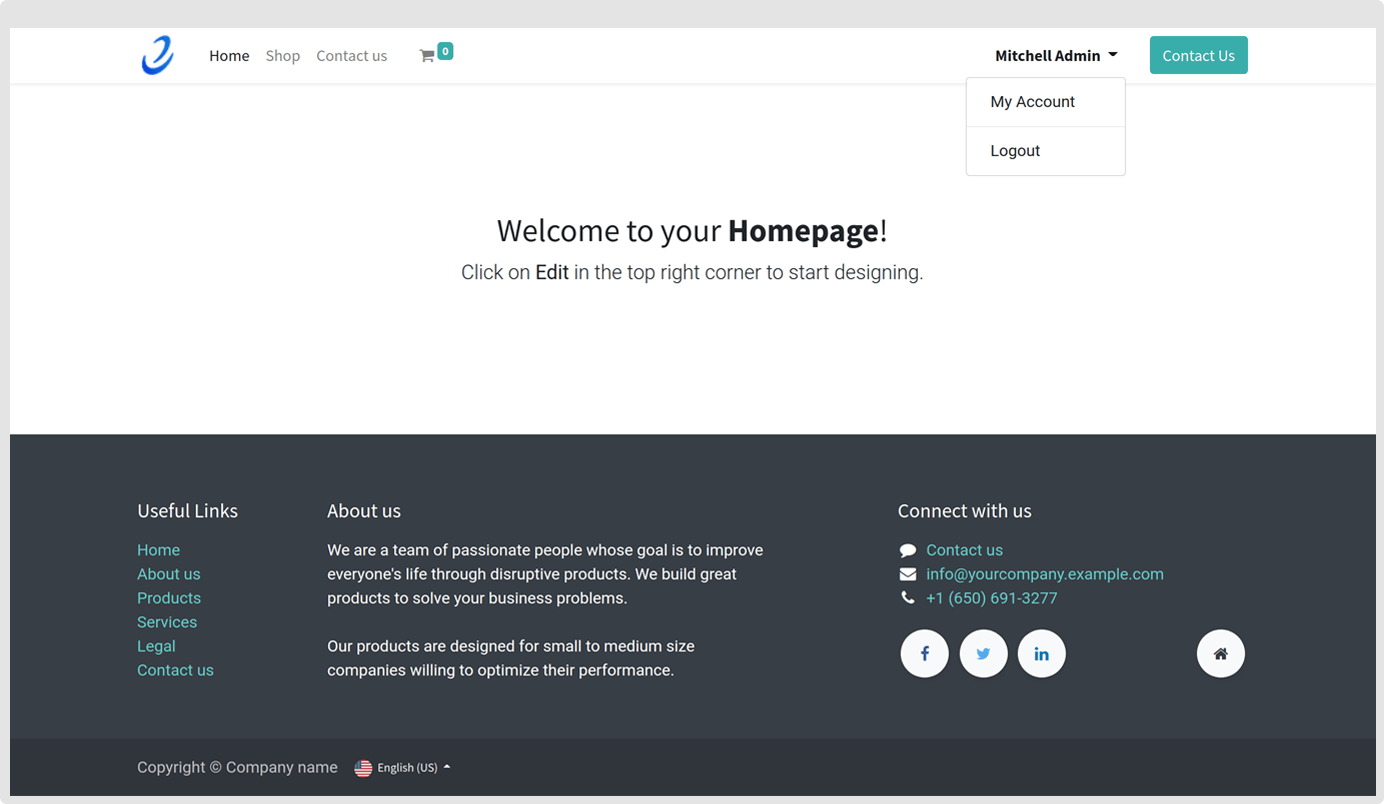 Home Shop Contact us 0 Mitchell Admin Contact Us
My Account
Logout
Welcome to your Homepage!
Click on Edit in the top right corner to start designing.
Useful Links
Home
About us
Products
Services
Legal
Contact us
About us
We are a team of passionate people whose goal is to improve
everyone's life through disruptive products. We build great
products to solve your business problems.
Our products are designed for small to medium size
companies willing to optimize their performance.
Connect with us
Contact us
info@yourcompany.example.com
+1 (650) 691-3277
Copyright © Company name English (US)